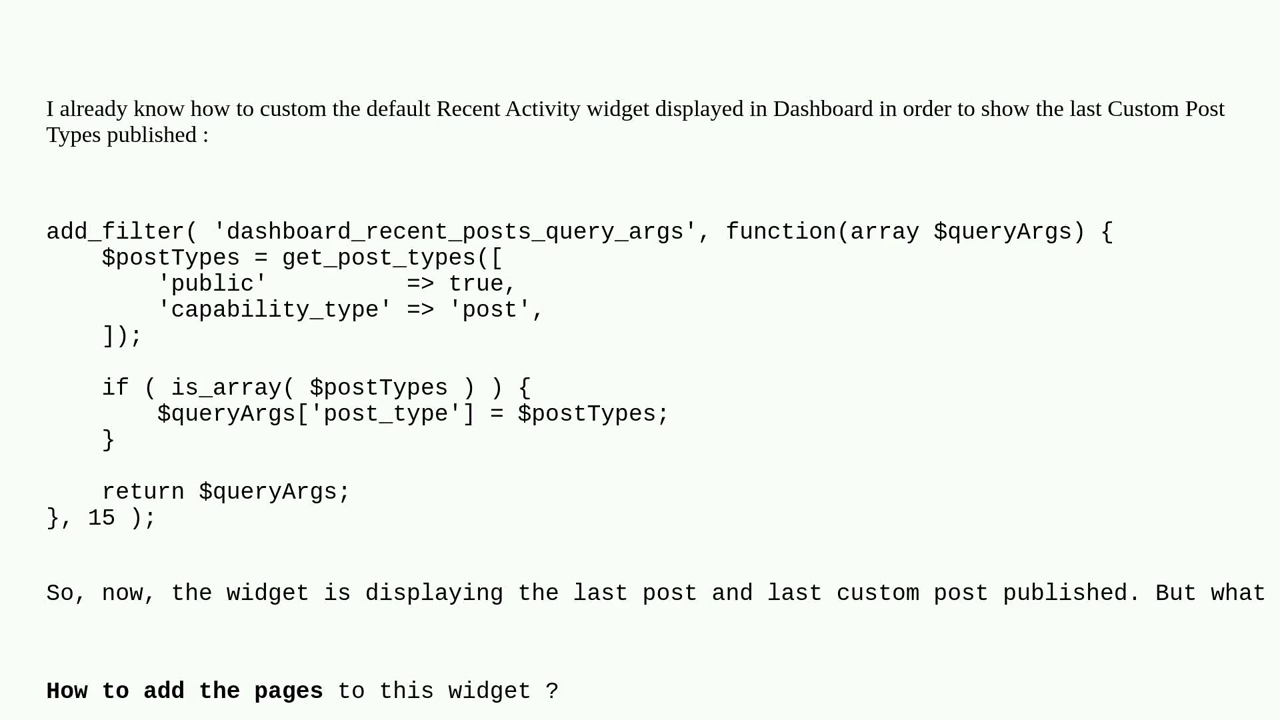 I already know how to custom the default Recent Activity widget displayed in Dashboard in order to show the last Custom Post
Types published :
add_filter( 'dashboard_recent_posts_query_args', function(array $queryArgs) {
    $postTypes = get_post_types([
        'public'          => true,
        'capability_type' => 'post',
    ]);
    if ( is_array( $postTypes ) ) {
        $queryArgs['post_type'] = $postTypes;
    }
    return $queryArgs;
}, 15 );
So, now, the widget is displaying the last post and last custom post published. But what
How to add the pages to this widget ?